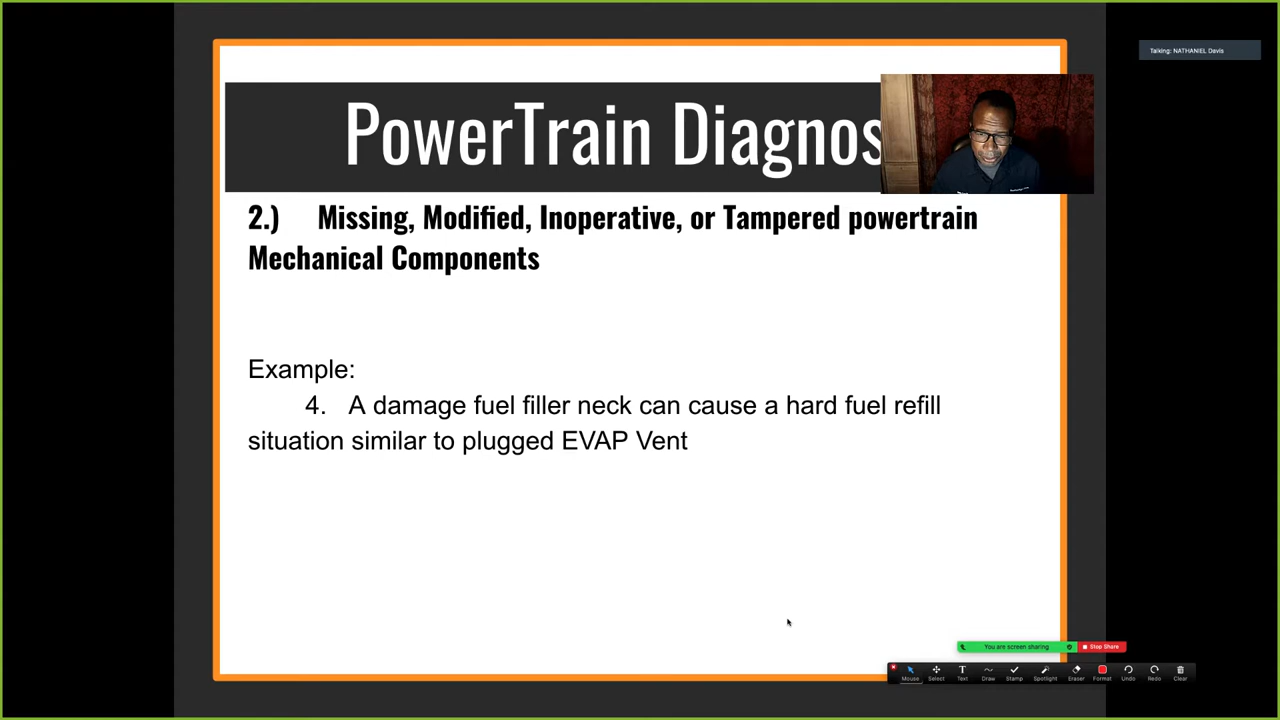 Talking: NATHANIEL Davis
PowerTrain Diagnos
2.) Missing, Modified, Inoperative, or Tampered powertrain
Mechanical Components
Example:
4. A damage fuel filler neck can cause a hard fuel refill
situation similar to plugged EVAP Vent
You are screen sharing
Stop Share
Mouse Select Text Draw Stamp Spotlight Eraser Format Undo Redo Clear